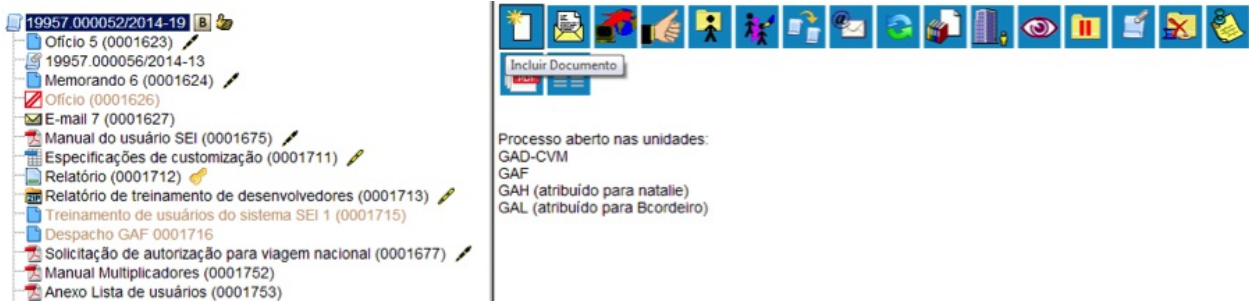 19957.000052/2014-19 B
Ofício 5 (0001623)
19957.000056/2014-13
Memorando 6 (0001624)
Ofício (0001626)
E-mail 7 (0001627)
Manual do usuário SEI (0001675)
Especificações de customização (0001711)
Relatório (0001712)
ZIP Relatório de treinamento de desenvolvedores (0001713)
Treinamento de usuários do sistema SEI 1 (0001715)
Despacho GAF 0001716
Solicitação de autorização para viagem nacional (0001677)
Manual Multiplicadores (0001752)
Anexo Lista de usuários (0001753)
Incluir Documento
PDF
Processo aberto nas unidades:
GAD-CVM
GAF
GAH (atribuído para natalie)
GAL (atribuído para Bcordeiro)